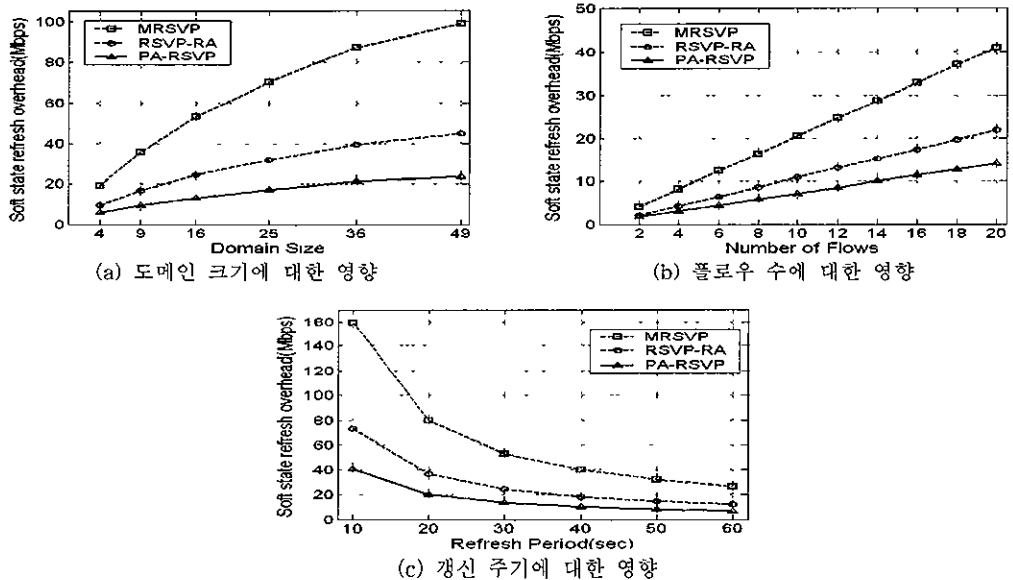 Soft state refresh overhead(Mbps)
100
80
60
40
20
0
MRSVP
RSVP-RA
PA-RSVP
4 9 16 25 36 49
Domain Size
(a) 도메인 크기에 대한 영향
Soft state refresh overhead(Mbps)
50
40
30
20
10
0
MRSVP
RSVP-RA
PA-RSVP
2 4 6 8 10 12 14 16 18 20
Number of Flows
(b) 플로우 수에 대한 영향
Soft state refresh overhead(Mbps)
160
140
120
100
80
60
40
20
0
MRSVP
RSVP-RA
PA-RSVP
10 20 30 40 50 60
Refresh Period(sec)
(c) 갱신 주기에 대한 영향